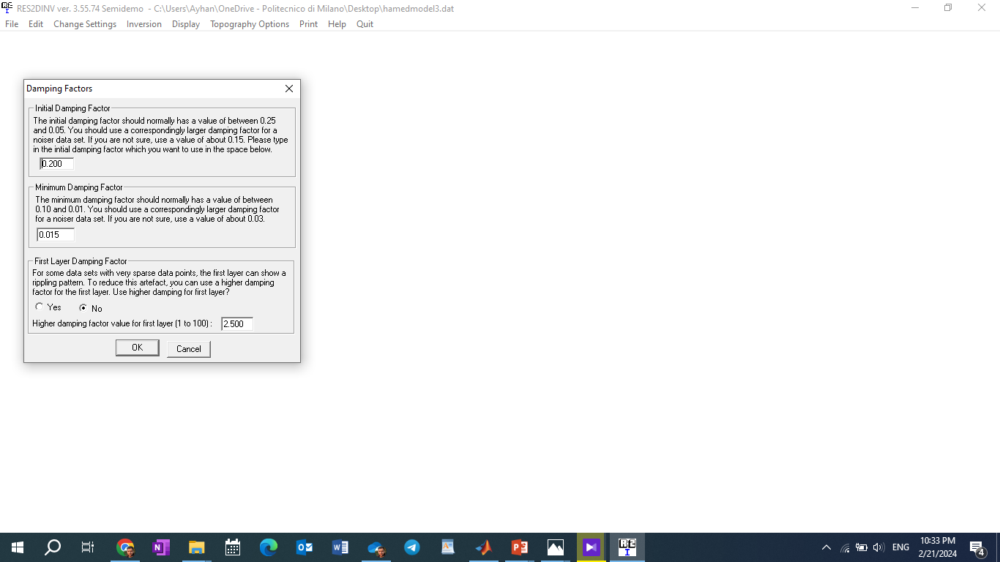 RES2DINV ver. 3.55.74 Semidemo - C:\Users\Ayhan\OneDrive - Politecnico di Milano\Desktop\hamedmodel3.dat
File Edit Change Settings Inversion Display Topography Options Print Help Quit
Damping Factors
Initial Damping Factor
The initial damping factor should normally has a value of between 0.25
and 0.05. You should use a correspondingly larger damping factor for a
noiser data set. If you are not sure, use a value of about 0.15. Please type
in the intial damping factor which you want to use in the space below.
0.200
Minimum Damping Factor
The minimum damping factor should normally has a value of between
0.10 and 0.01. You should use a correspondingly larger damping factor
for a noiser data set. If you are not sure, use a value of about 0.03.
0.015
First Layer Damping Factor
For some data sets with very sparse data points, the first layer can show a
rippling pattern. To reduce this artefact, you can use a higher damping
factor for the first layer. Use higher damping for first layer?
Yes No
Higher damping factor value for first layer (1 to 100) : 2.500
OK Cancel
ENG
10:33 PM
2/21/2024
4